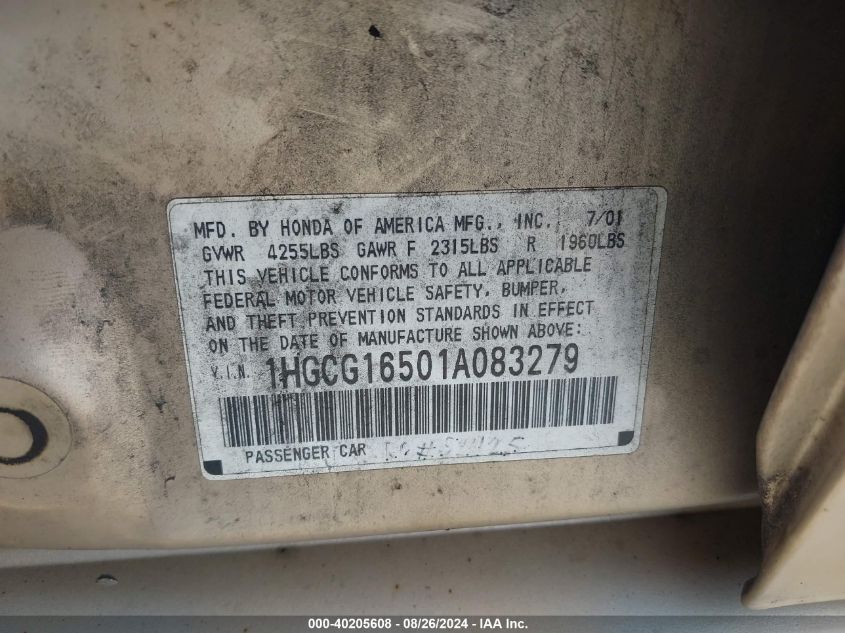 MFD. BY HONDA OF AMERICA MFG., INC. 7/01
GVWR 4255LBS GAWR F 2315LBS R 1960LBS
THIS VEHICLE CONFORMS TO ALL APPLICABLE
FEDERAL MOTOR VEHICLE SAFETY, BUMPER,
AND THEFT PREVENTION STANDARDS IN EFFECT
ON THE DATE OF MANUFACTURE SHOWN ABOVE:
V.I.N. 1HGCG16501A083279
PASSENGER CAR
000-40205608 - 08/26/2024 - IAA Inc.